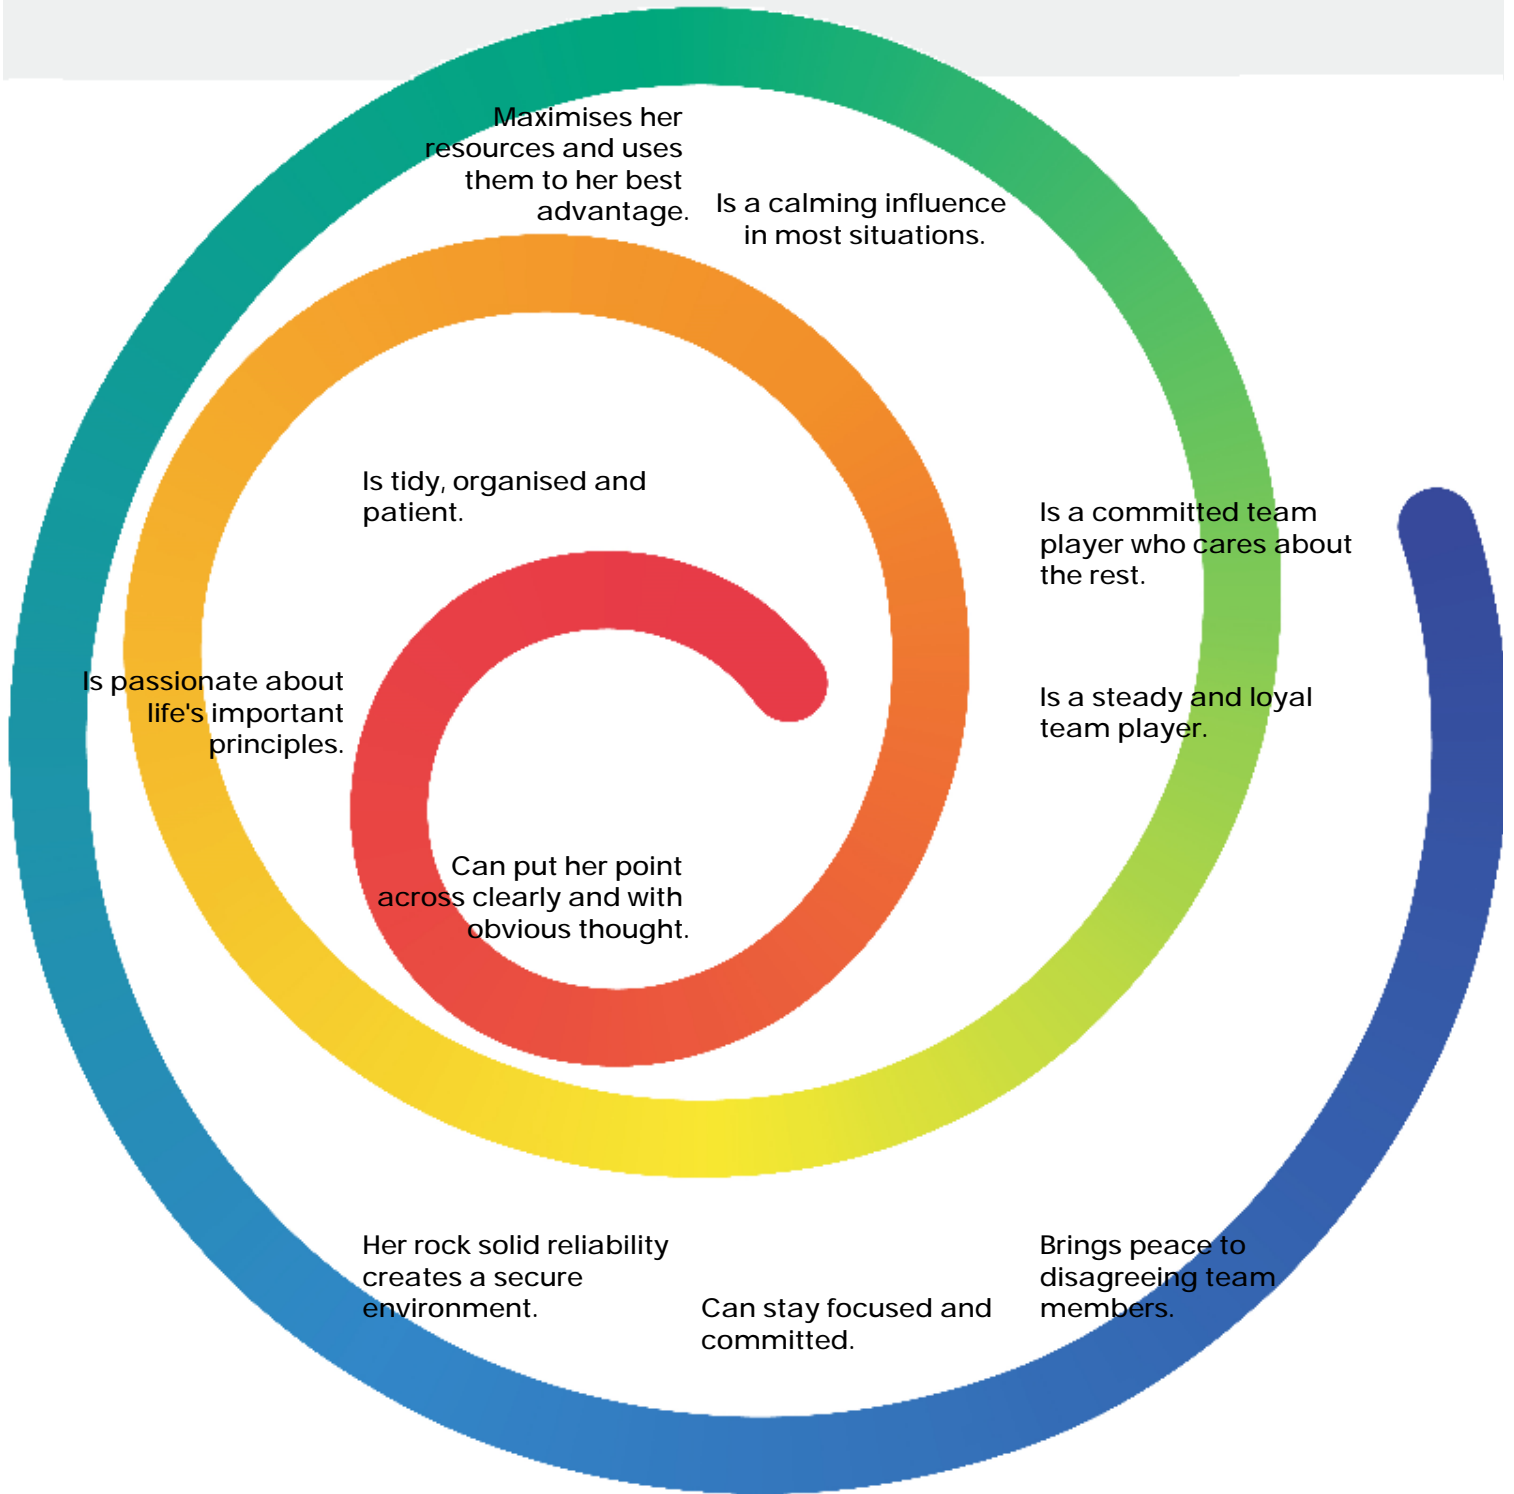 Maximises her
resources and uses
them to her best
advantage.
Is a calming influence
in most situations.
Is tidy, organised and
patient.
Is a committed team
player who cares about
the rest.
Is passionate about
life's important
principles.
Is a steady and loyal
team player.
Can put her point
across clearly and with
obvious thought.
Her rock solid reliability
creates a secure
environment.
Can stay focused and
committed.
Brings peace to
disagreeing team
members.